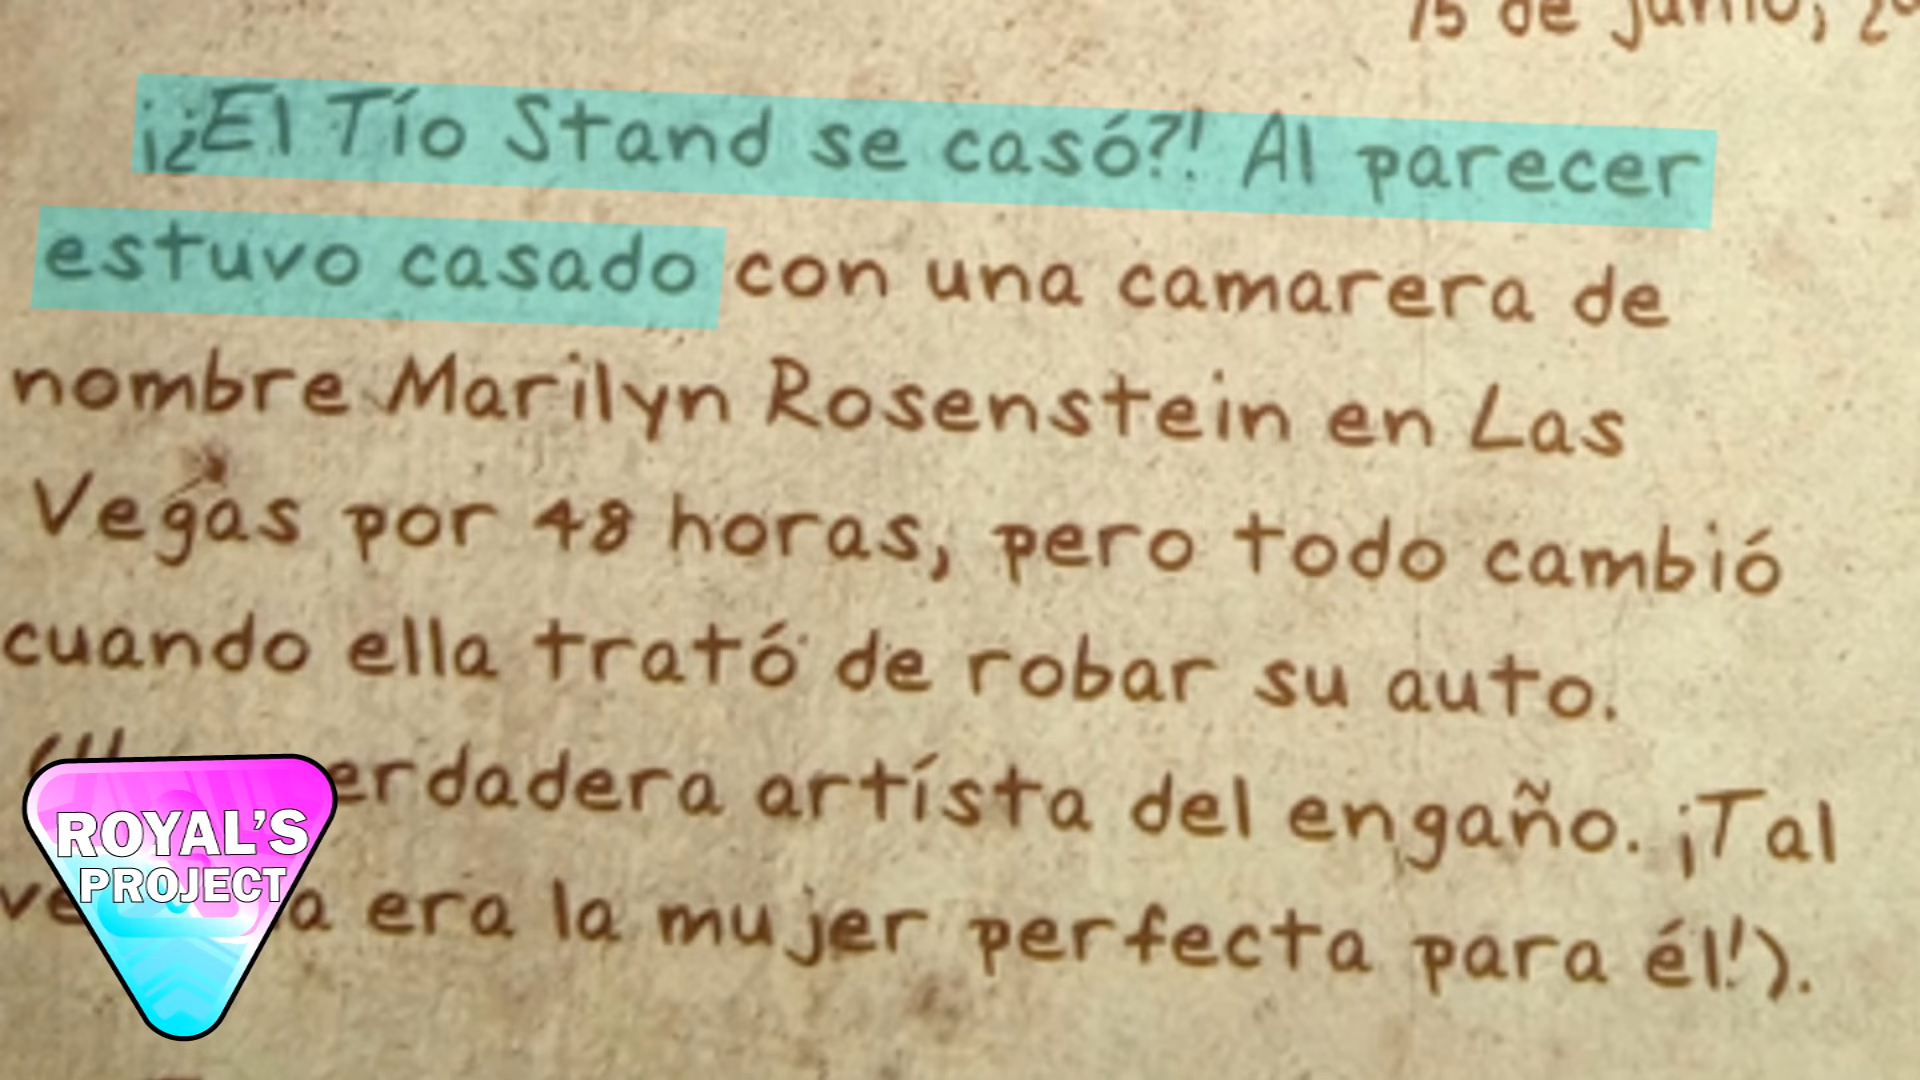 15 de junio,
¡¿El Tío Stand se casó?! Al parecer
estuvo casado con una camarera de
nombre Marilyn Rosenstein en Las
Vegas por 48 horas, pero todo cambió
cuando ella trató de robar su auto.
artísta del engaño. ¡Tal
era la mujer perfecta para él!).
ROYAL'S
PROJECT